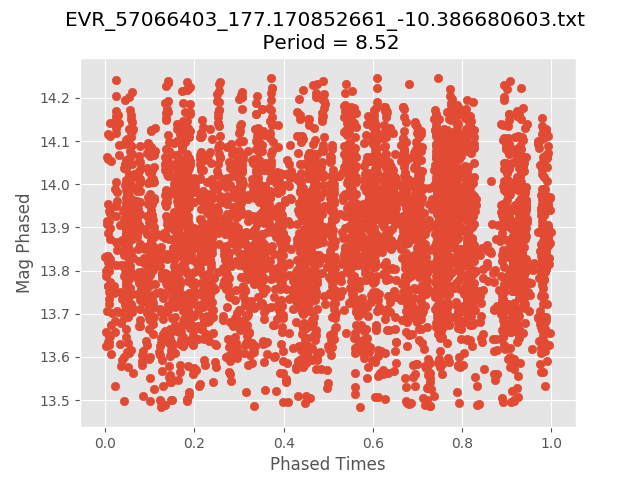 EVR_57066403_177.170852661_-10.386680603.txt
Period = 8.52
14.2
14.1
14.0
13.9
13.8
13.7
13.6
13.5
Mag Phased
0.0 0.2 0.4 0.6 0.8 1.0
Phased Times